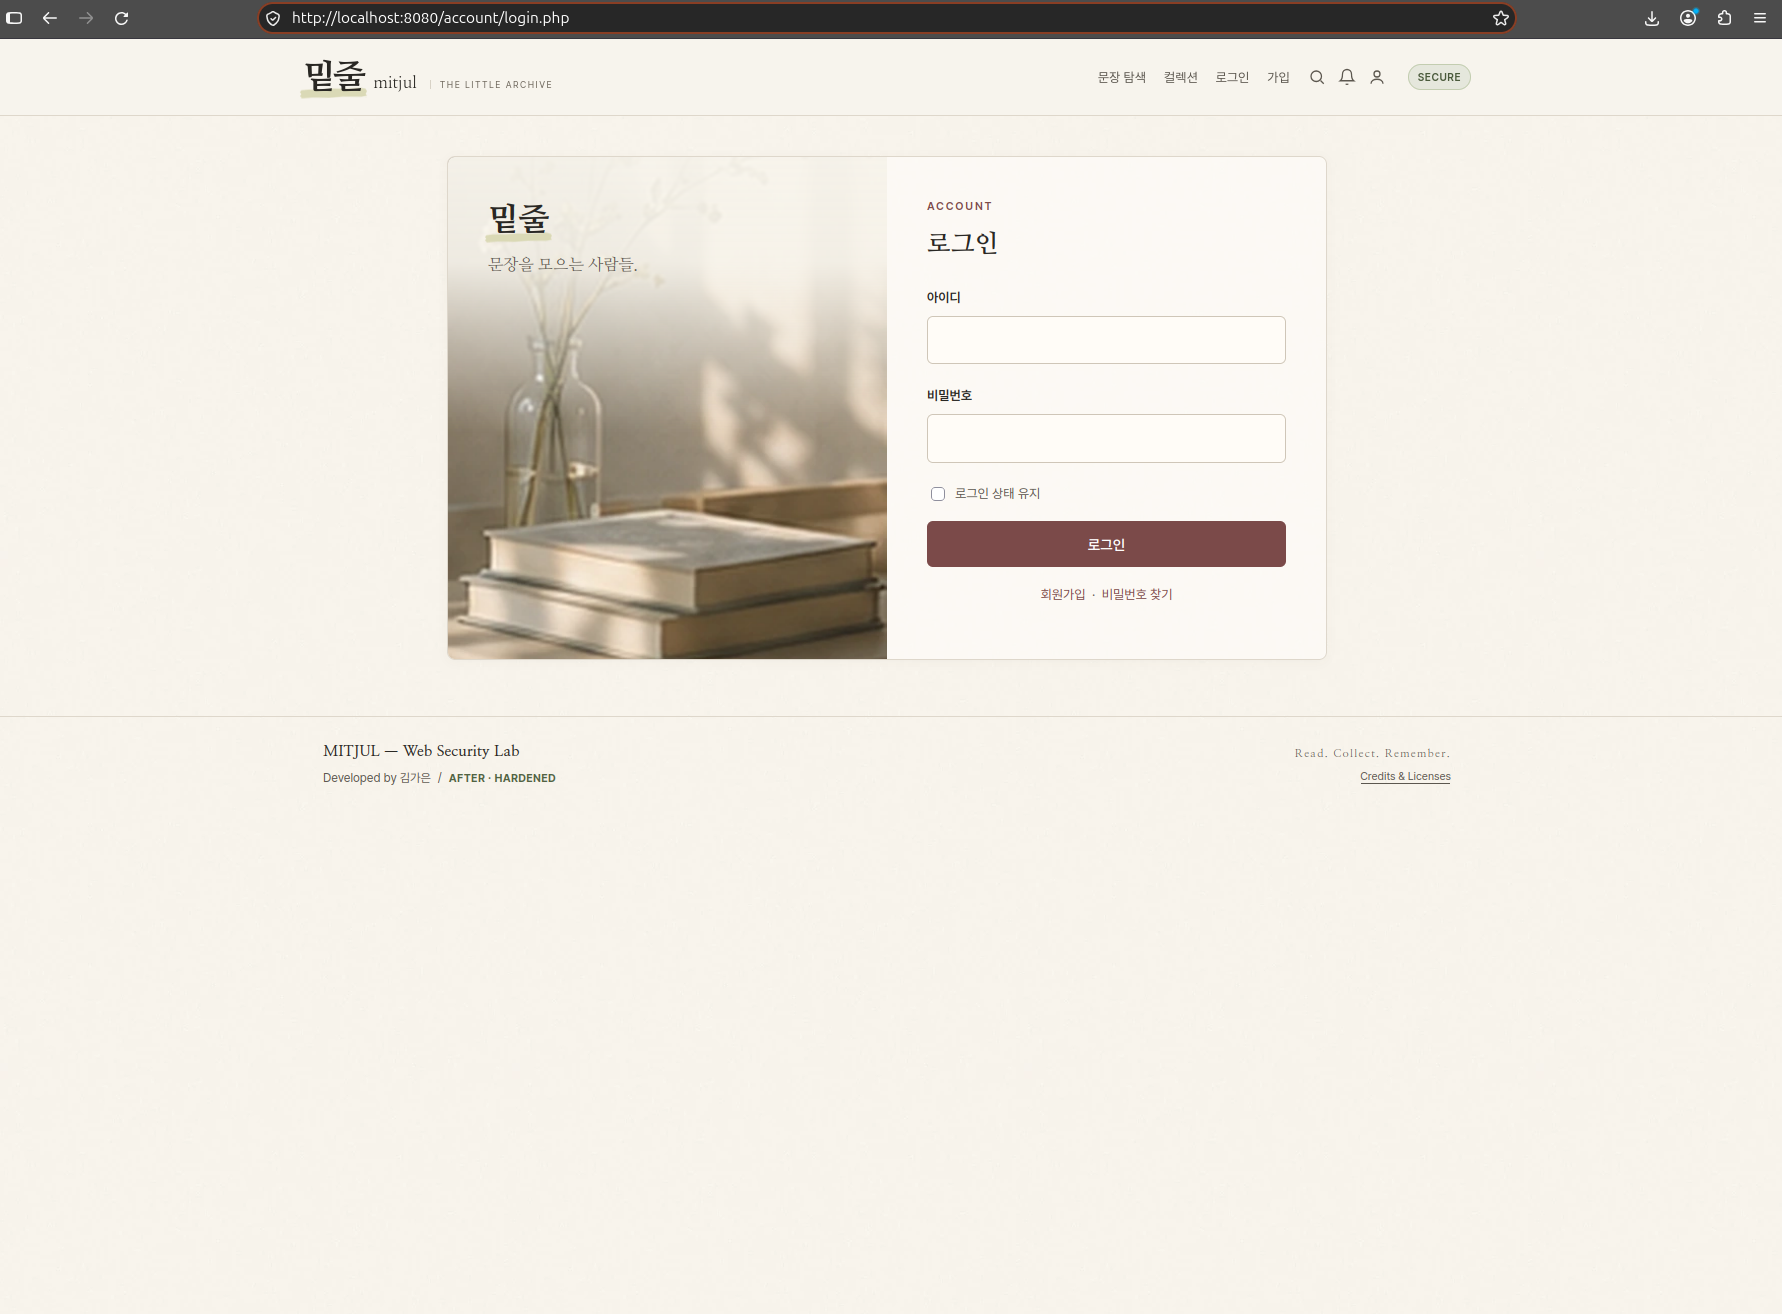 http://localhost:8080/account/login.php
밑줄 mitjul THE LITTLE ARCHIVE
문장 탐색 컬렉션 로그인 가입 SECURE
밑줄
문장을 모으는 사람들.
ACCOUNT
로그인
아이디
비밀번호
로그인 상태 유지
로그인
회원가입 · 비밀번호 찾기
MITJUL — Web Security Lab
Developed by 김가은 / AFTER · HARDENED
Read. Collect. Remember.
Credits & Licenses